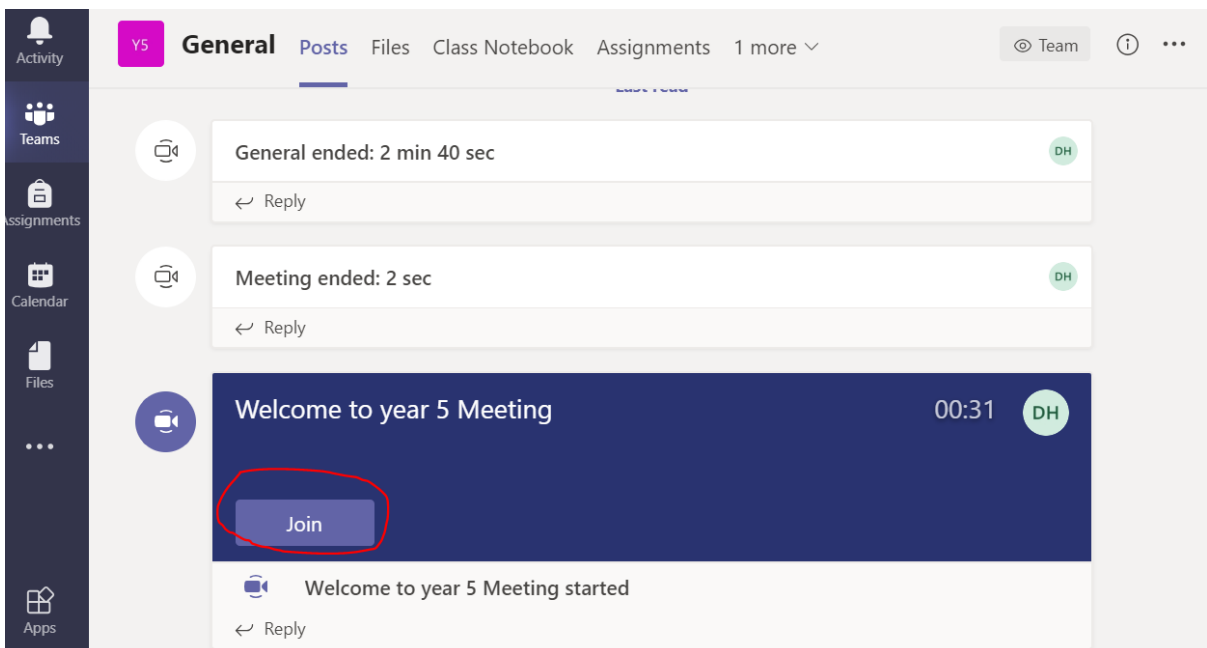 Activity
Y5 General Posts Files Class Notebook Assignments 1 more Team
Last read
Teams
General ended: 2 min 40 sec DH
Reply
Assignments
Meeting ended: 2 sec DH
Calendar
Reply
Files
Welcome to year 5 Meeting 00:31 DH
Join
Welcome to year 5 Meeting started
Reply
Apps